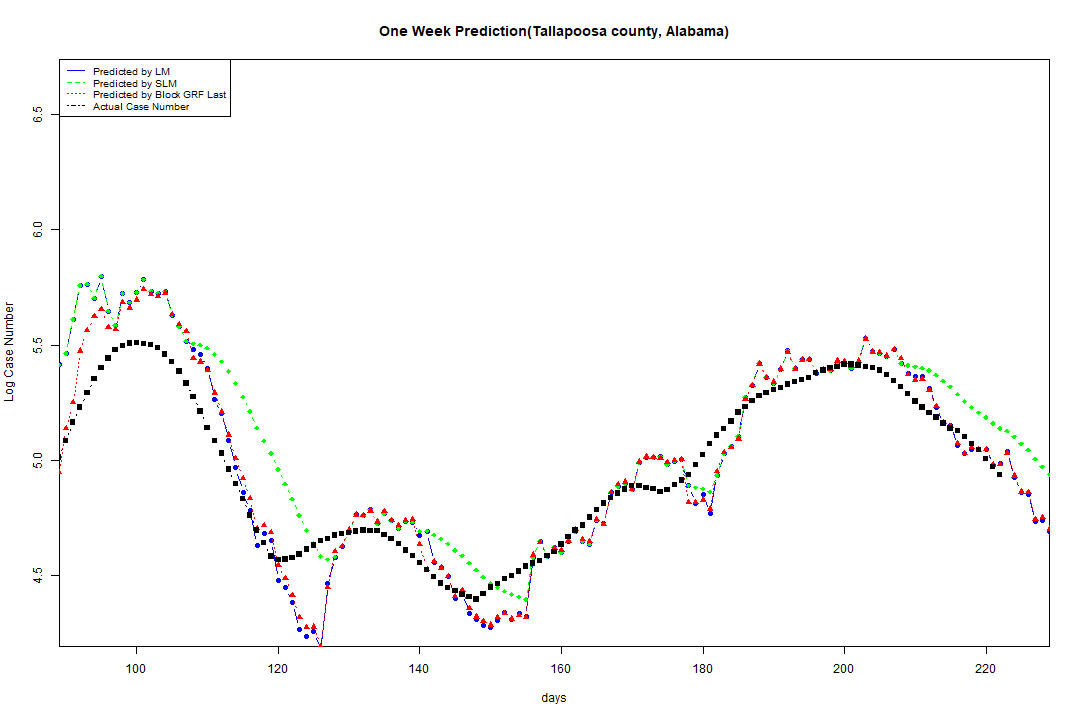 One Week Prediction(Tallapoosa county, Alabama)
Predicted by LM
Predicted by SLM
Predicted by Block GRF Last
Actual Case Number
6.5
6.0
5.5
5.0
4.5
Log Case Number
100 120 140 160 180 200 220
days